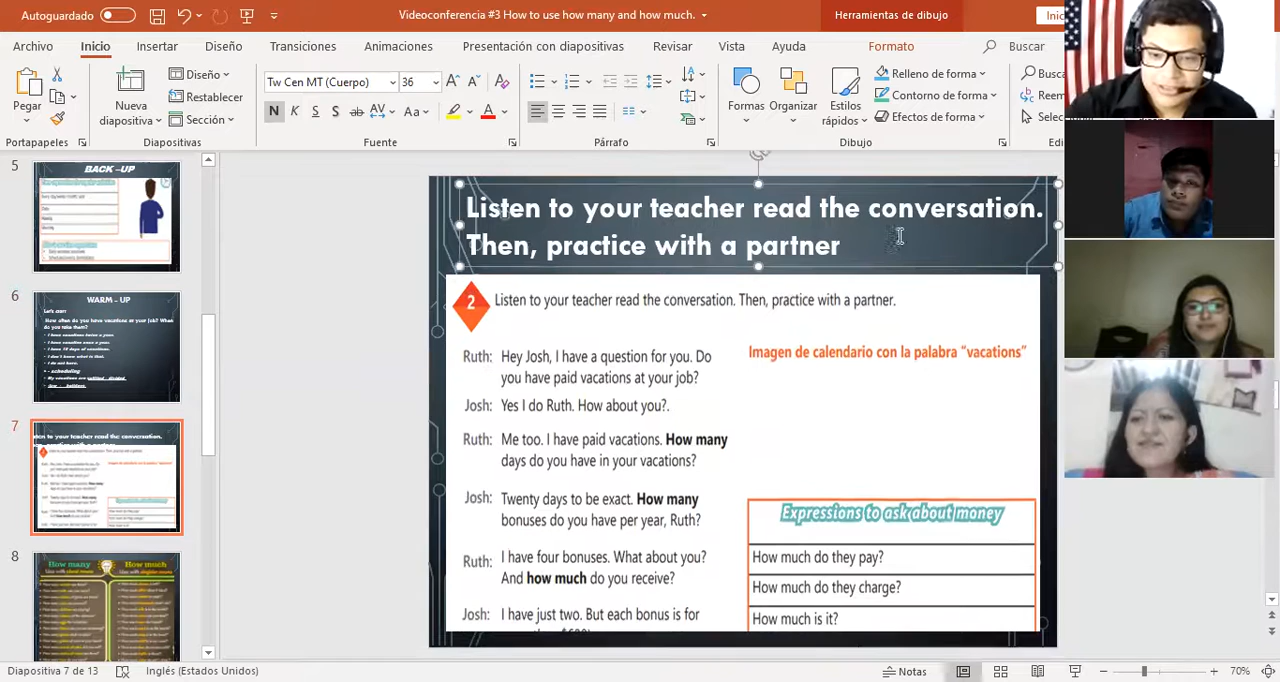 Autoguardado
Videoconferencia #3 How to use how many and how much.
Herramientas de dibujo
Archivo Inicio Insertar Diseño Transiciones Animaciones Presentación con diapositivas Revisar Vista Ayuda Formato Buscar
Pegar
Nueva diapositiva
Diseño
Restablecer
Sección
Tw Cen MT (Cuerpo) 36
N K S S ab AV Aa A
Formas Organizar Estilos rápidos
Relleno de forma
Contorno de forma
Efectos de forma
Portapapeles Diapositivas Fuente Párrafo Dibujo
5
BACK-UP
6
WARM - UP
7
8
How many How much
Listen to your teacher read the conversation.
Then, practice with a partner
2 Listen to your teacher read the conversation. Then, practice with a partner.
Ruth: Hey Josh, I have a question for you. Do
you have paid vacations at your job?
Imagen de calendario con la palabra “vacations”
Josh: Yes I do Ruth. How about you?.
Ruth: Me too. I have paid vacations. How many
days do you have in your vacations?
Josh: Twenty days to be exact. How many
bonuses do you have per year, Ruth?
Ruth: I have four bonuses. What about you?
And how much do you receive?
Josh: I have just two. But each bonus is for
Expressions to ask about money
How much do they pay?
How much do they charge?
How much is it?
Diapositiva 7 de 13 Inglés (Estados Unidos) Notas 70%